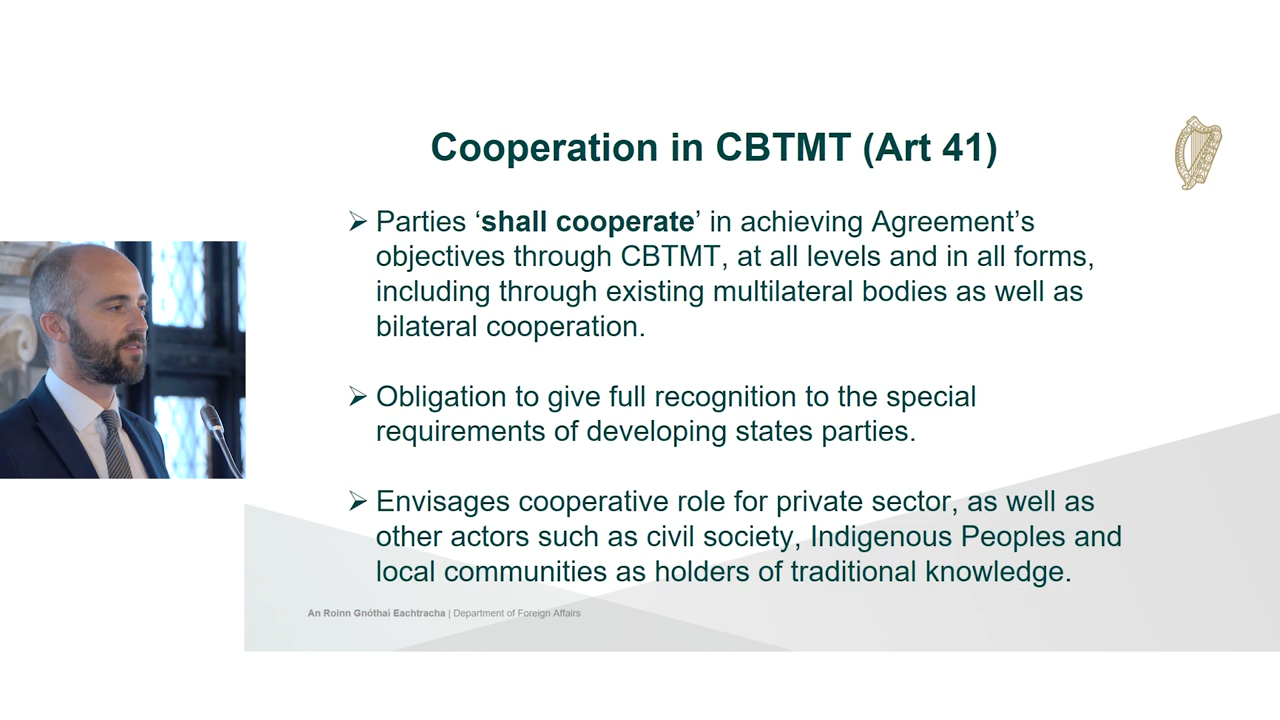 Cooperation in CBTMT (Art 41)
➢ Parties ‘shall cooperate’ in achieving Agreement’s
objectives through CBTMT, at all levels and in all forms,
including through existing multilateral bodies as well as
bilateral cooperation.
➢ Obligation to give full recognition to the special
requirements of developing states parties.
➢ Envisages cooperative role for private sector, as well as
other actors such as civil society, Indigenous Peoples and
local communities as holders of traditional knowledge.
An Roinn Gnóthaí Eachtracha | Department of Foreign Affairs